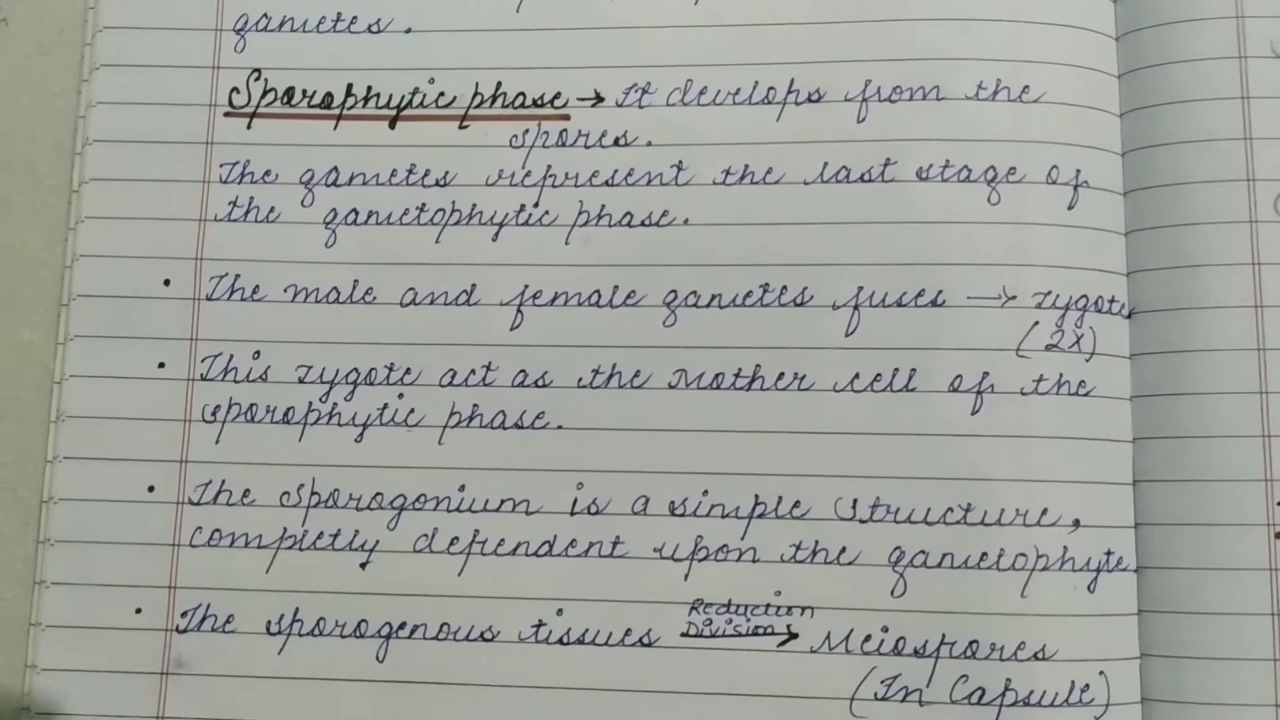 gametes.
Sporophytic phase → It develops from the
spores.
The gametes represent the last stage of
the gametophytic phase.
• The male and female gametes fuses → zygote
(2X)
• This zygote act as the Mother cell of the
sporophytic phase.
• The sporogonium is a simple structure,
completly dependent upon the gametophyte.
• The sporogenous tissues Reduction Divisions → Meiospores
(In Capsule)